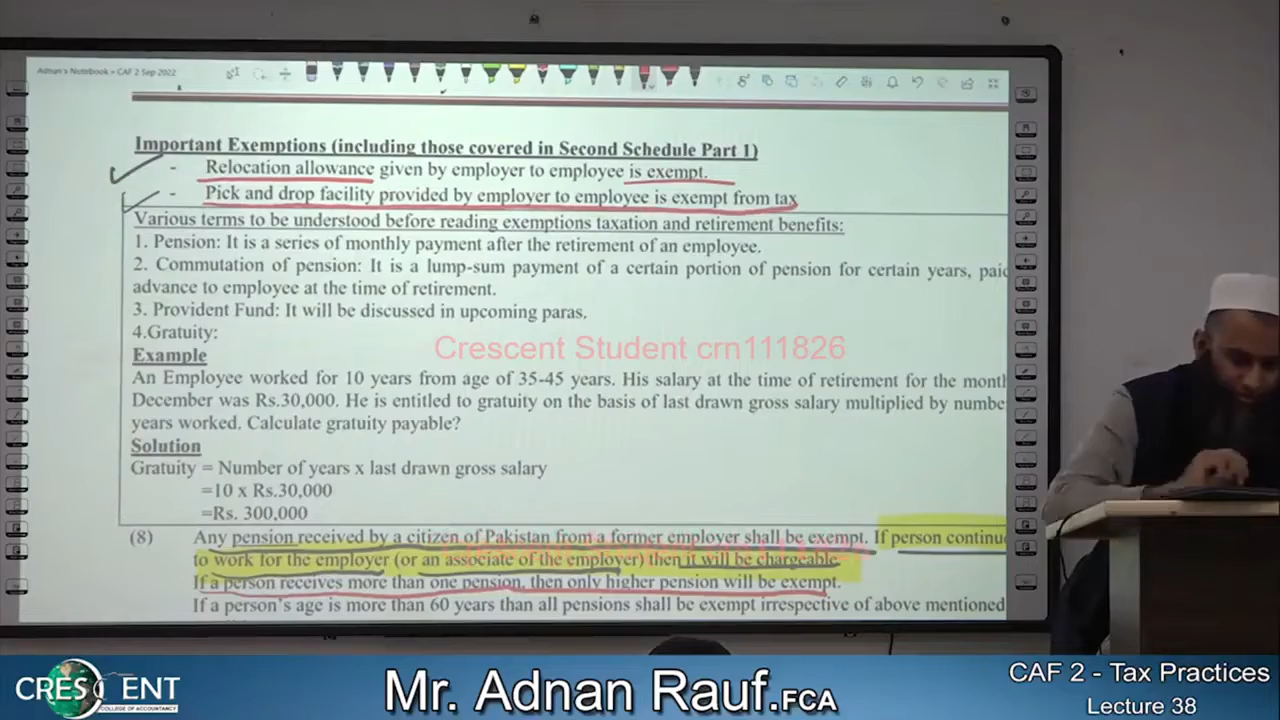 Adnan's Notebook » CAF 2 Sep 2022
Important Exemptions (including those covered in Second Schedule Part 1)
- Relocation allowance given by employer to employee is exempt.
- Pick and drop facility provided by employer to employee is exempt from tax
Various terms to be understood before reading exemptions taxation and retirement benefits:
1. Pension: It is a series of monthly payment after the retirement of an employee.
2. Commutation of pension: It is a lump-sum payment of a certain portion of pension for certain years, paid
advance to employee at the time of retirement.
3. Provident Fund: It will be discussed in upcoming paras.
4.Gratuity:
Crescent Student crn111826
Example
An Employee worked for 10 years from age of 35-45 years. His salary at the time of retirement for the month
December was Rs.30,000. He is entitled to gratuity on the basis of last drawn gross salary multiplied by numbe
years worked. Calculate gratuity payable?
Solution
Gratuity = Number of years x last drawn gross salary
=10 x Rs.30,000
=Rs. 300,000
(8) Any pension received by a citizen of Pakistan from a former employer shall be exempt. If person continue
to work for the employer (or an associate of the employer) then it will be chargeable.
If a person receives more than one pension, then only higher pension will be exempt.
If a person's age is more than 60 years than all pensions shall be exempt irrespective of above mentioned
CRESCENT
COLLEGE OF ACCOUNTANCY
Mr. Adnan Rauf.FCA
CAF 2 - Tax Practices
Lecture 38